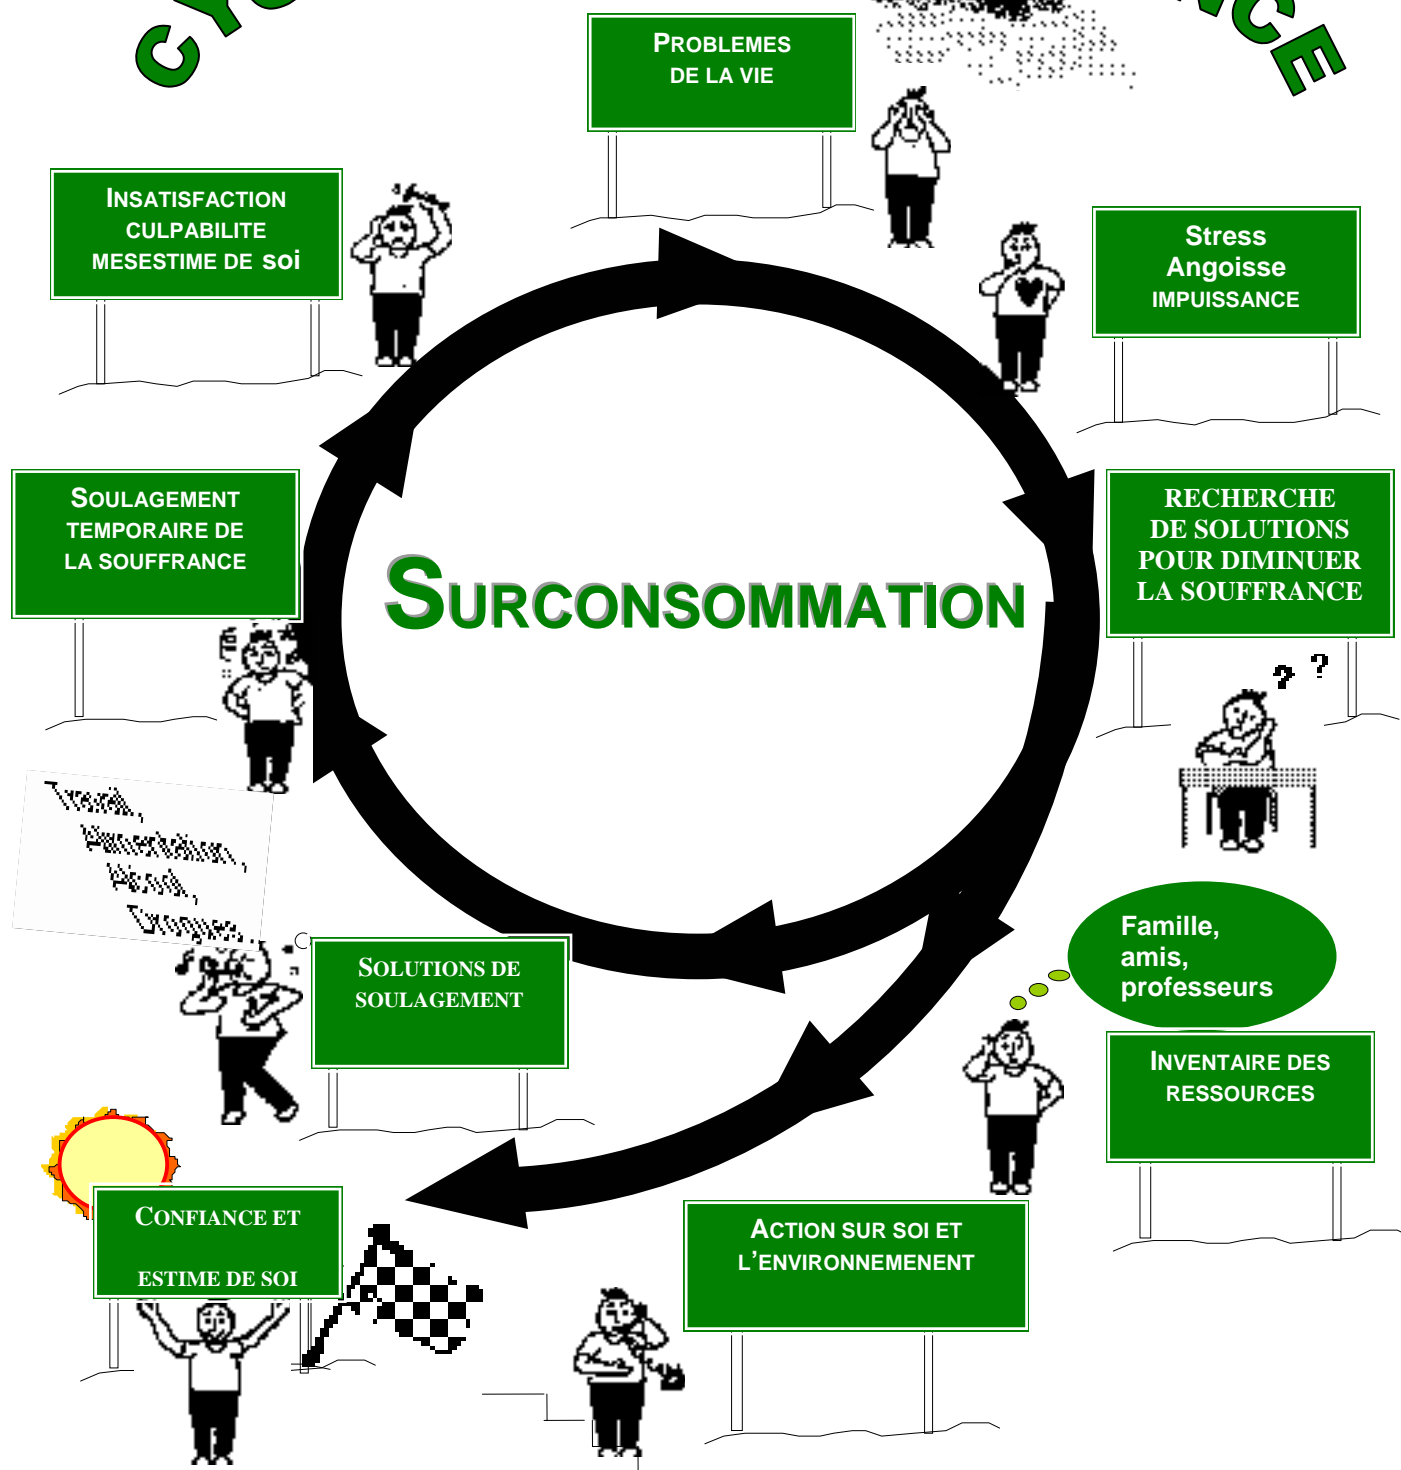 PROBLEMES
DE LA VIE
INSATISFACTION
CULPABILITE
MESESTIME DE soi
Stress
Angoisse
IMPUISSANCE
SOULAGEMENT
TEMPORAIRE DE
LA SOUFFRANCE
RECHERCHE
DE SOLUTIONS
POUR DIMINUER
LA SOUFFRANCE
SURCONSOMMATION
? ?
Famille,
amis,
professeurs
SOLUTIONS DE
SOULAGEMENT
INVENTAIRE DES
RESSOURCES
CONFIANCE ET
ESTIME DE SOI
ACTION SUR SOI ET
L’ENVIRONNEMENENT